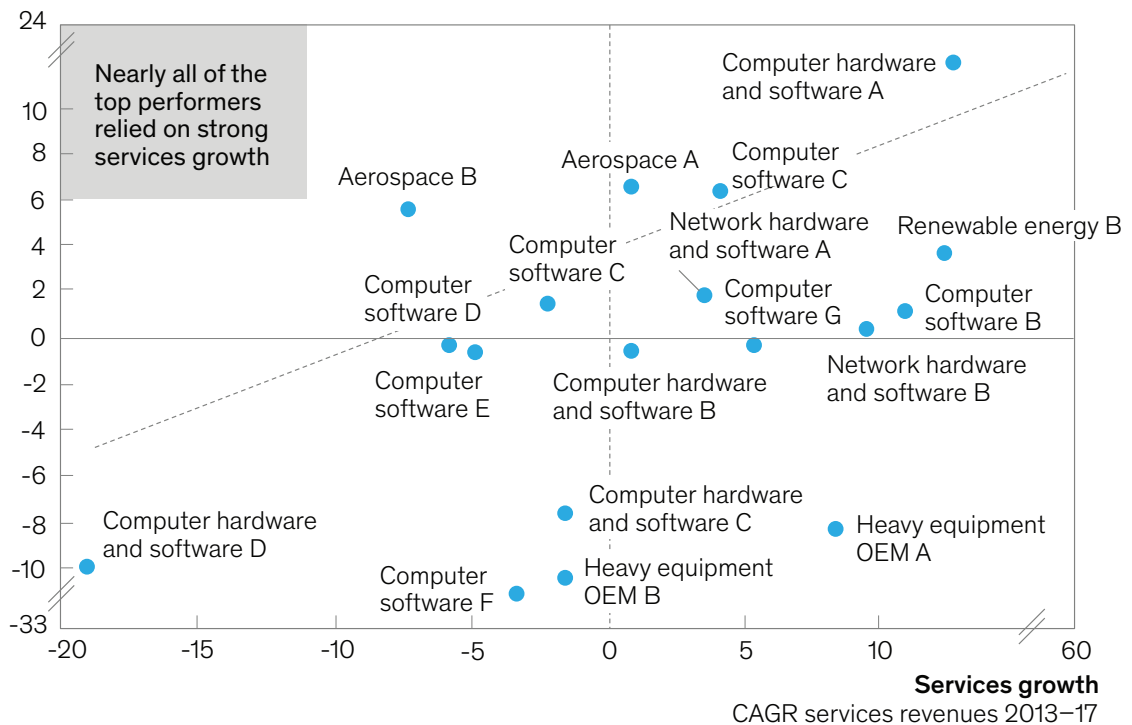 24
10
8
6
4
2
0
-2
-4
-6
-8
-10
-33
Nearly all of the
top performers
relied on strong
services growth
Computer hardware
and software A
Aerospace B
Aerospace A
Computer
software C
Network hardware
and software A
Renewable energy B
Computer
software C
Computer
software D
Computer
software G
Computer
software B
Computer
software E
Computer hardware
and software B
Network hardware
and software B
Computer hardware
and software D
Computer hardware
and software C
Heavy equipment
OEM A
Computer
software F
Heavy equipment
OEM B
-20
-15
-10
-5
0
5
10
60
Services growth
CAGR services revenues 2013–17